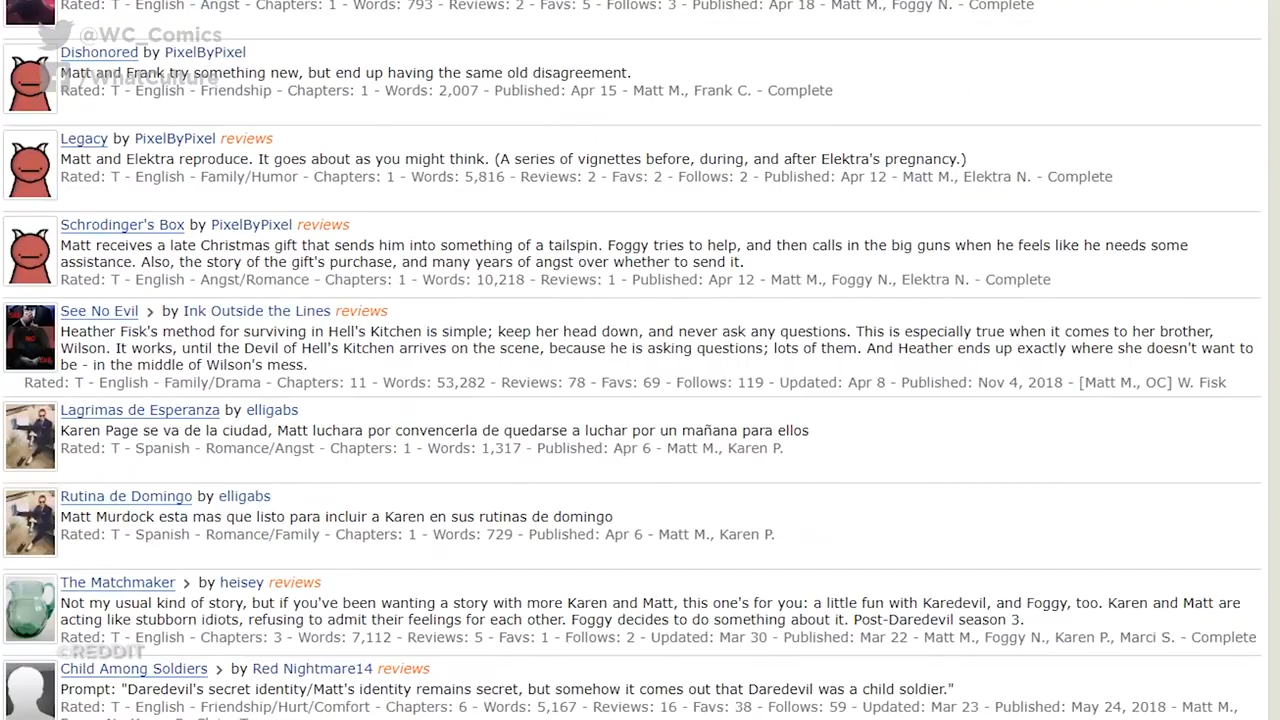 Rated: T - English - Angst - Chapters: 1 - Words: 793 - Reviews: 2 - Favs: 5 - Follows: 3 - Published: Apr 18 - Matt M., Foggy N. - Complete
@WC_Comics
Dishonored by PixelByPixel
Matt and Frank try something new, but end up having the same old disagreement.
/WhatCulture
Rated: T - English - Friendship - Chapters: 1 - Words: 2,007 - Published: Apr 15 - Matt M., Frank C. - Complete
Legacy by PixelByPixel reviews
Matt and Elektra reproduce. It goes about as you might think. (A series of vignettes before, during, and after Elektra's pregnancy.)
Rated: T - English - Family/Humor - Chapters: 1 - Words: 5,816 - Reviews: 2 - Favs: 2 - Follows: 2 - Published: Apr 12 - Matt M., Elektra N. - Complete
Schrodinger's Box by PixelByPixel reviews
Matt receives a late Christmas gift that sends him into something of a tailspin. Foggy tries to help, and then calls in the big guns when he feels like he needs some
assistance. Also, the story of the gift's purchase, and many years of angst over whether to send it.
Rated: T - English - Angst/Romance - Chapters: 1 - Words: 10,218 - Reviews: 1 - Published: Apr 12 - Matt M., Foggy N., Elektra N. - Complete
See No Evil > by Ink Outside the Lines reviews
Heather Fisk's method for surviving in Hell's Kitchen is simple; keep her head down, and never ask any questions. This is especially true when it comes to her brother,
Wilson. It works, until the Devil of Hell's Kitchen arrives on the scene, because he is asking questions; lots of them. And Heather ends up exactly where she doesn't want to
be - in the middle of Wilson's mess.
Rated: T - English - Family/Drama - Chapters: 11 - Words: 53,282 - Reviews: 78 - Favs: 69 - Follows: 119 - Updated: Apr 8 - Published: Nov 4, 2018 - [Matt M., OC] W. Fisk
Lagrimas de Esperanza by elligabs
Karen Page se va de la ciudad, Matt luchara por convencerla de quedarse a luchar por un mañana para ellos
Rated: T - Spanish - Romance/Angst - Chapters: 1 - Words: 1,317 - Published: Apr 6 - Matt M., Karen P.
Rutina de Domingo by elligabs
Matt Murdock esta mas que listo para incluir a Karen en sus rutinas de domingo
Rated: T - Spanish - Romance/Family - Chapters: 1 - Words: 729 - Published: Apr 6 - Matt M., Karen P.
The Matchmaker > by heisey reviews
Not my usual kind of story, but if you've been wanting a story with more Karen and Matt, this one's for you: a little fun with Karedevil, and Foggy, too. Karen and Matt are
acting like stubborn idiots, refusing to admit their feelings for each other. Foggy decides to do something about it. Post-Daredevil season 3.
Rated: T - English - Chapters: 3 - Words: 7,112 - Reviews: 5 - Favs: 1 - Follows: 2 - Updated: Mar 30 - Published: Mar 22 - Matt M., Foggy N., Karen P., Marci S. - Complete
©REDDIT
Child Among Soldiers > by Red Nightmare14 reviews
Prompt: "Daredevil's secret identity/Matt's identity remains secret, but somehow it comes out that Daredevil was a child soldier."
Rated: T - English - Friendship/Hurt/Comfort - Chapters: 6 - Words: 5,167 - Reviews: 16 - Favs: 38 - Follows: 59 - Updated: Mar 23 - Published: May 24, 2018 - Matt M.,